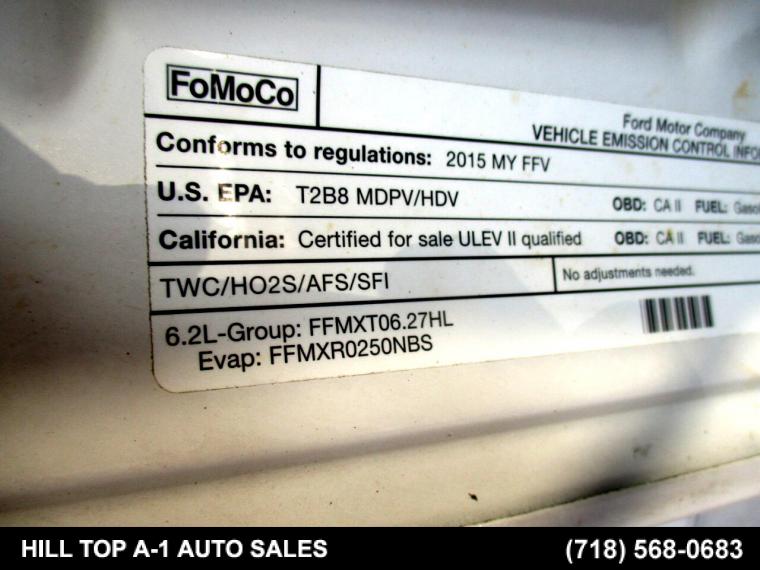 FoMoCo
Ford Motor Company
VEHICLE EMISSION CONTROL
Conforms to regulations: 2015 MY FFV
U.S. EPA: T2B8 MDPV/HDV OBD: CA II FUEL:
California: Certified for sale ULEV II qualified OBD: CA II FUEL:
TWC/HO2S/AFS/SFI No adjustments needed.
6.2L-Group: FFMXT06.27HL
Evap: FFMXR0250NBS
HILL TOP A-1 AUTO SALES (718) 568-0683